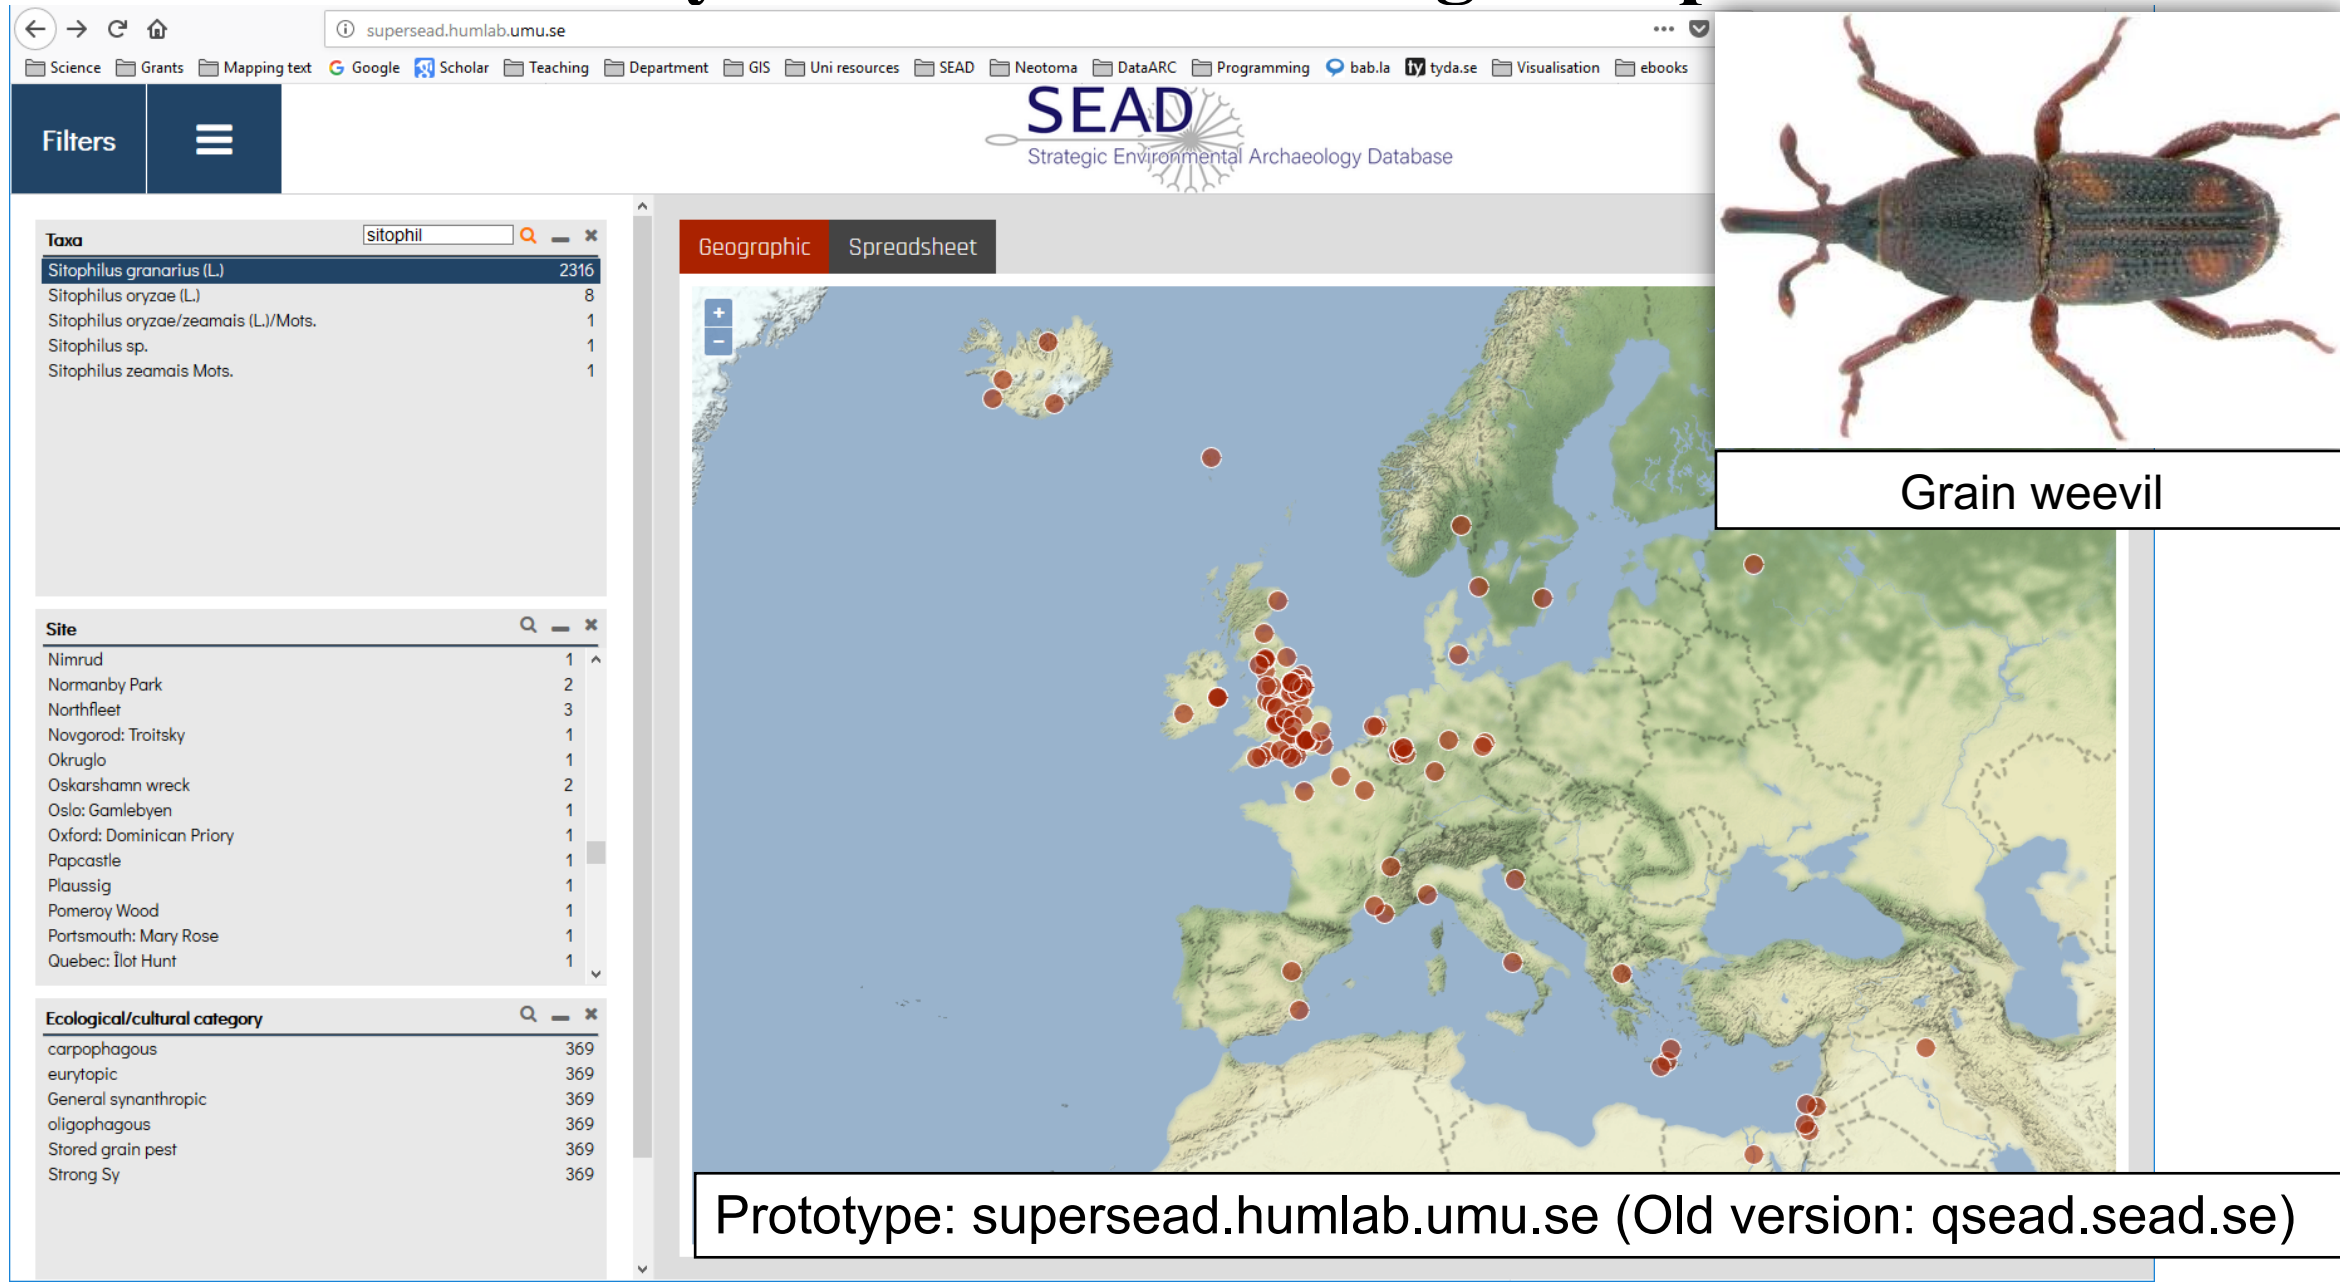 supersead.humlab.umu.se
Science Grants Mapping text Google Scholar Teaching Department GIS Uni resources SEAD Neotoma DataARC Programming bab.la tyda.se Visualisation ebooks
Filters
SEAD
Strategic Environmental Archaeology Database
Taxa sitophil
Sitophilus granarius (L.) 2316
Sitophilus oryzae (L.) 8
Sitophilus oryzae/zeamais (L.)/Mots. 1
Sitophilus sp. 1
Sitophilus zeamais Mots. 1
Site
Nimrud 1
Normanby Park 2
Northfleet 3
Novgorod: Troitsky 1
Okruglo 1
Oskarshamn wreck 2
Oslo: Gamlebyen 1
Oxford: Dominican Priory 1
Papcastle 1
Plaussig 1
Pomeroy Wood 1
Portsmouth: Mary Rose 1
Quebec: Îlot Hunt 1
Ecological/cultural category
carpophagous 369
eurytopic 369
General synanthropic 369
oligophagous 369
Stored grain pest 369
Strong Sy 369
Geographic Spreadsheet
+
−
Grain weevil
Prototype: supersead.humlab.umu.se (Old version: qsead.sead.se)